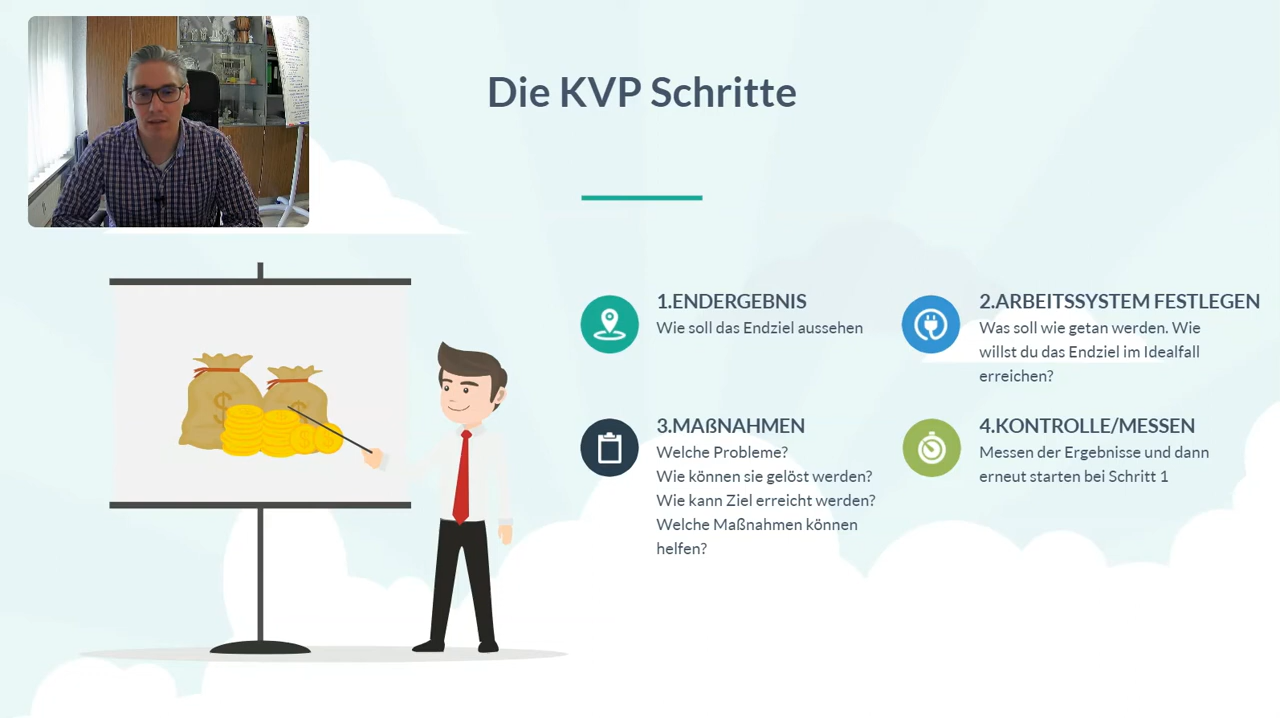 Die KVP Schritte
1.ENDERGEBNIS
Wie soll das Endziel aussehen
2.ARBEITSSYSTEM FESTLEGEN
Was soll wie getan werden. Wie
willst du das Endziel im Idealfall
erreichen?
3.MAßNAHMEN
Welche Probleme?
Wie können sie gelöst werden?
Wie kann Ziel erreicht werden?
Welche Maßnahmen können
helfen?
4.KONTROLLE/MESSEN
Messen der Ergebnisse und dann
erneut starten bei Schritt 1